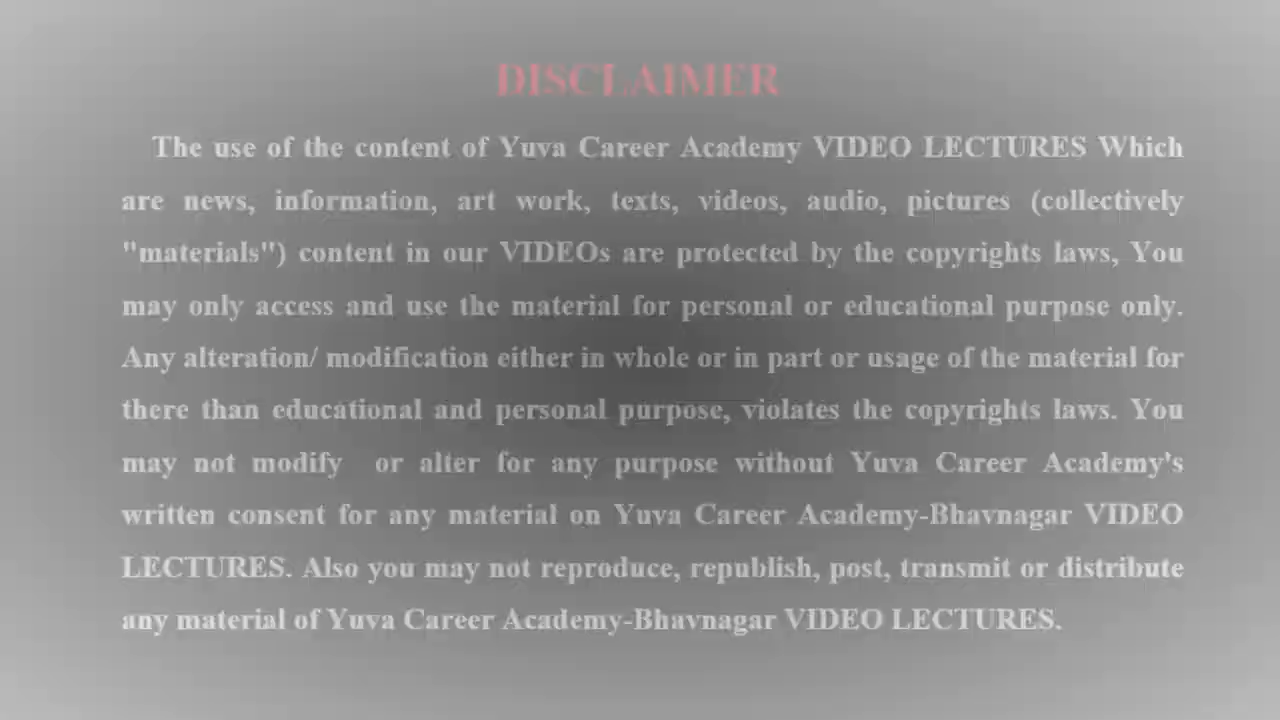 DISCLAIMER
The use of the content of Yuva Career Academy VIDEO LECTURES Which
are news, information, art work, texts, videos, audio, pictures (collectively
"materials") content in our VIDEOs are protected by the copyrights laws, You
may only access and use the material for personal or educational purpose only.
Any alteration/ modification either in whole or in part or usage of the material for
there than educational and personal purpose, violates the copyrights laws. You
may not modify or alter for any purpose without Yuva Career Academy's
written consent for any material on Yuva Career Academy-Bhavnagar VIDEO
LECTURES. Also you may not reproduce, republish, post, transmit or distribute
any material of Yuva Career Academy-Bhavnagar VIDEO LECTURES.